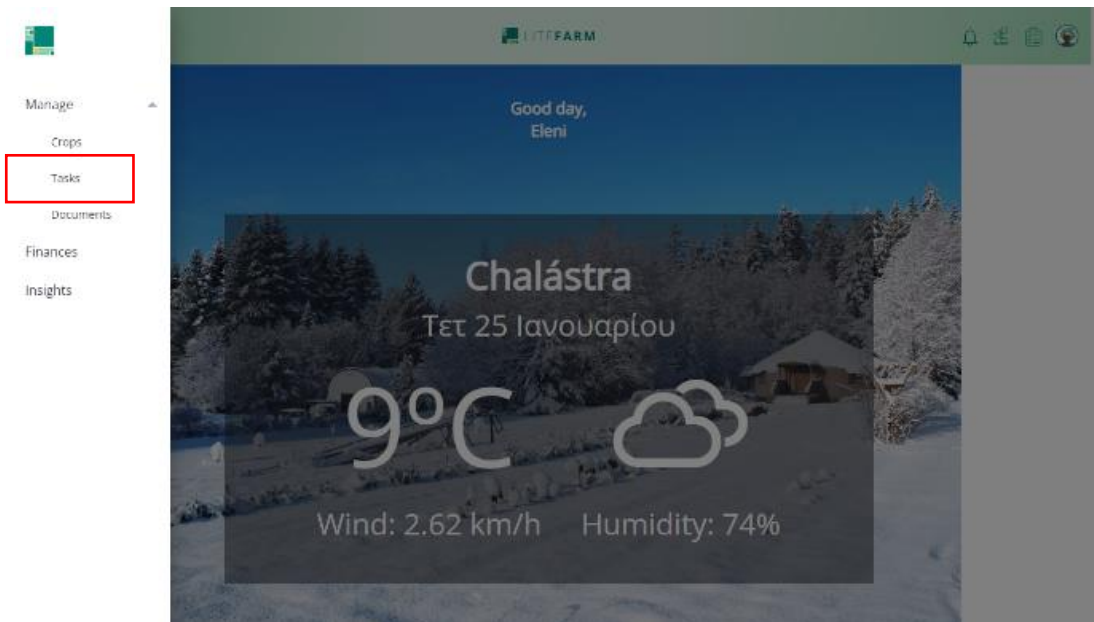 LITEFARM
Manage
Crops
Tasks
Documents
Finances
Insights
Good day,
Eleni
Chalástra
Τετ 25 Ιανουαρίου
9°C
Wind: 2.62 km/h Humidity: 74%